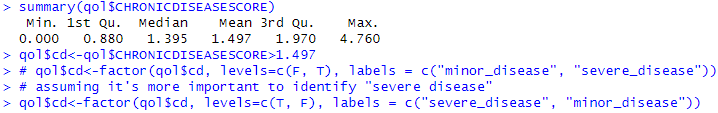 > summary(qol$CHRONICDISEASESCORE)
Min. 1st Qu. Median Mean 3rd Qu. Max.
0.000 0.880 1.395 1.497 1.970 4.760
> qol$cd<-qol$CHRONICDISEASESCORE>1.497
> # qol$cd<-factor(qol$cd, levels=c(F, T), labels = c("minor_disease", "severe_disease"))
> # assuming it's more important to identify "severe disease"
> qol$cd<-factor(qol$cd, levels=c(T, F), labels = c("severe_disease", "minor_disease"))